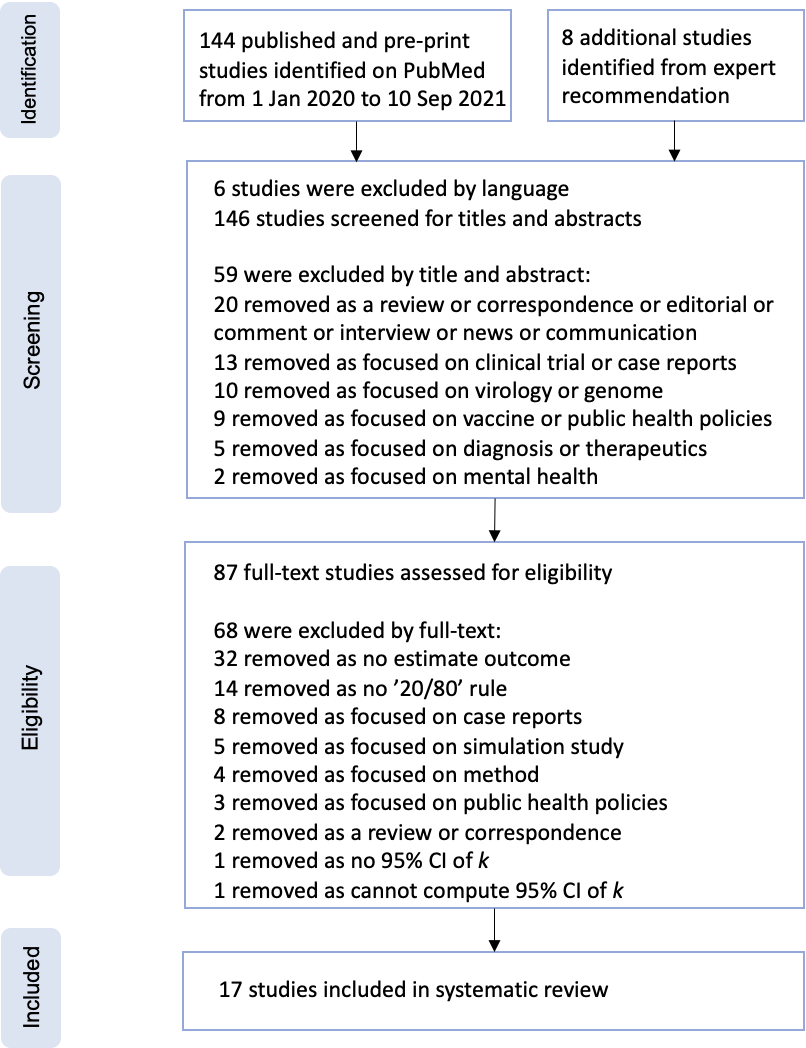 Identification
144 published and pre-print
studies identified on PubMed
from 1 Jan 2020 to 10 Sep 2021
8 additional studies
identified from expert
recommendation
Screening
6 studies were excluded by language
146 studies screened for titles and abstracts
59 were excluded by title and abstract:
20 removed as a review or correspondence or editorial or
comment or interview or news or communication
13 removed as focused on clinical trial or case reports
10 removed as focused on virology or genome
9 removed as focused on vaccine or public health policies
5 removed as focused on diagnosis or therapeutics
2 removed as focused on mental health
Eligibility
87 full-text studies assessed for eligibility
68 were excluded by full-text:
32 removed as no estimate outcome
14 removed as no ’20/80’ rule
8 removed as focused on case reports
5 removed as focused on simulation study
4 removed as focused on method
3 removed as focused on public health policies
2 removed as a review or correspondence
1 removed as no 95% CI of k
1 removed as cannot compute 95% CI of k
Included
17 studies included in systematic review